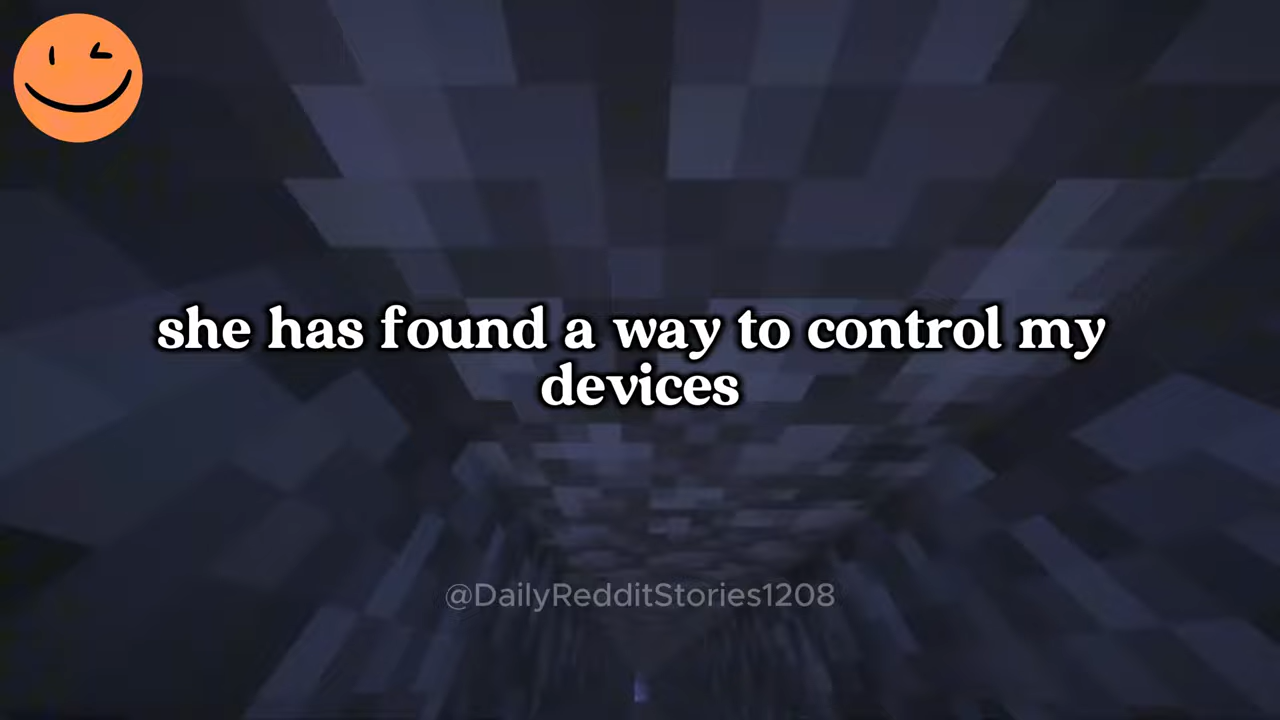 she has found a way to control my
devices
@DailyRedditStories1208